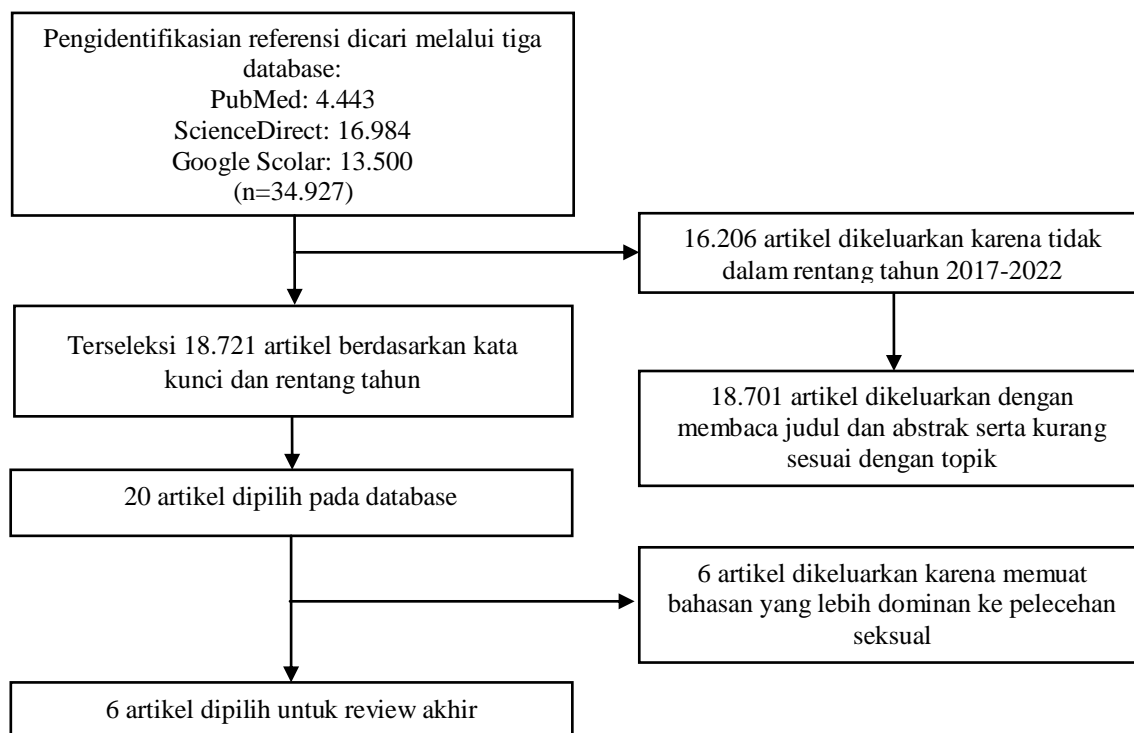 Pengidentifikasian referensi dicari melalui tiga
database:
PubMed: 4.443
ScienceDirect: 16.984
Google Scolar: 13.500
(n=34.927)
16.206 artikel dikeluarkan karena tidak
dalam rentang tahun 2017-2022
Terseleksi 18.721 artikel berdasarkan kata
kunci dan rentang tahun
18.701 artikel dikeluarkan dengan
membaca judul dan abstrak serta kurang
sesuai dengan topik
20 artikel dipilih pada database
6 artikel dikeluarkan karena memuat
bahasan yang lebih dominan ke pelecehan
seksual
6 artikel dipilih untuk review akhir